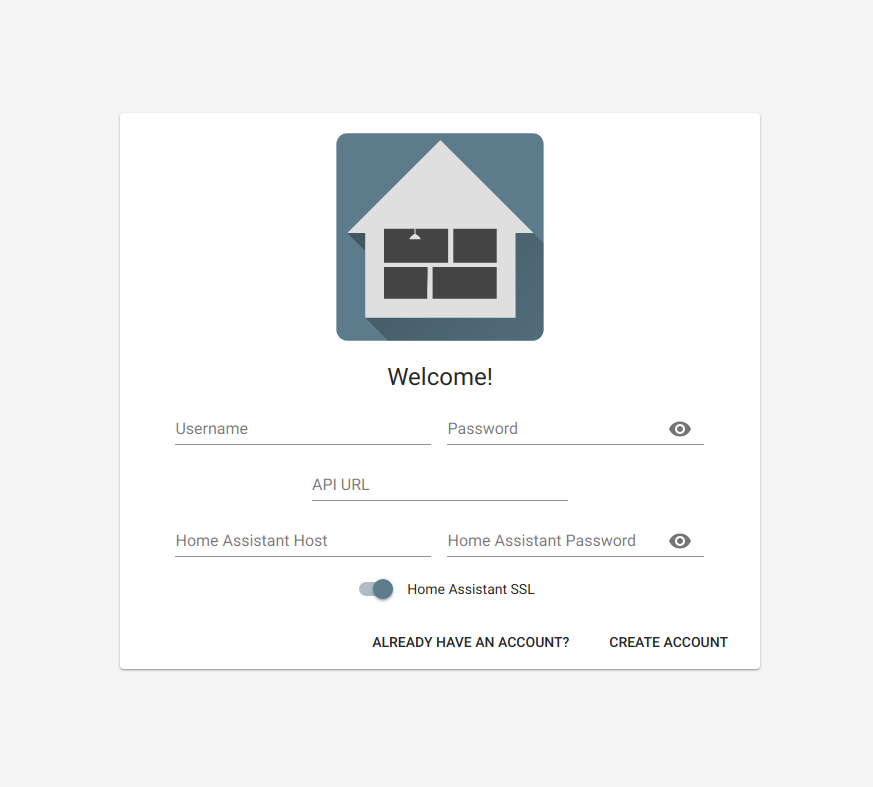 Welcome!
Username Password
API URL
Home Assistant Host Home Assistant Password
Home Assistant SSL
ALREADY HAVE AN ACCOUNT? CREATE ACCOUNT